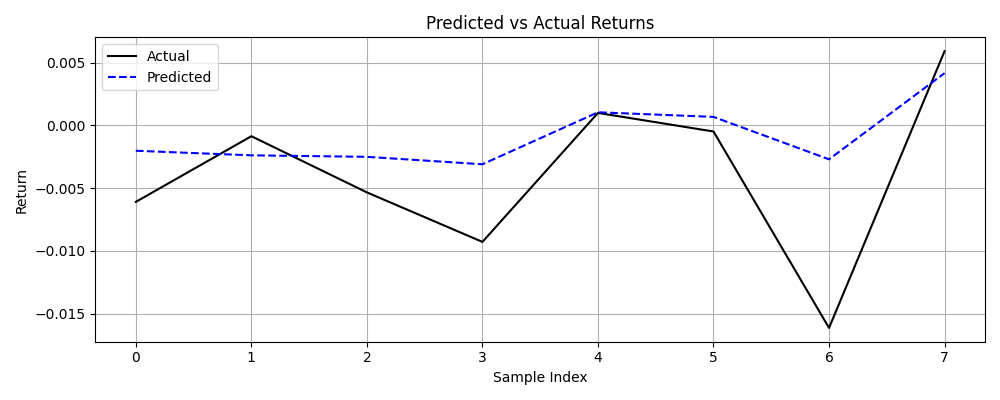 Predicted vs Actual Returns
Actual
Predicted
Return
0.005
0.000
−0.005
−0.010
−0.015
0 1 2 3 4 5 6 7
Sample Index